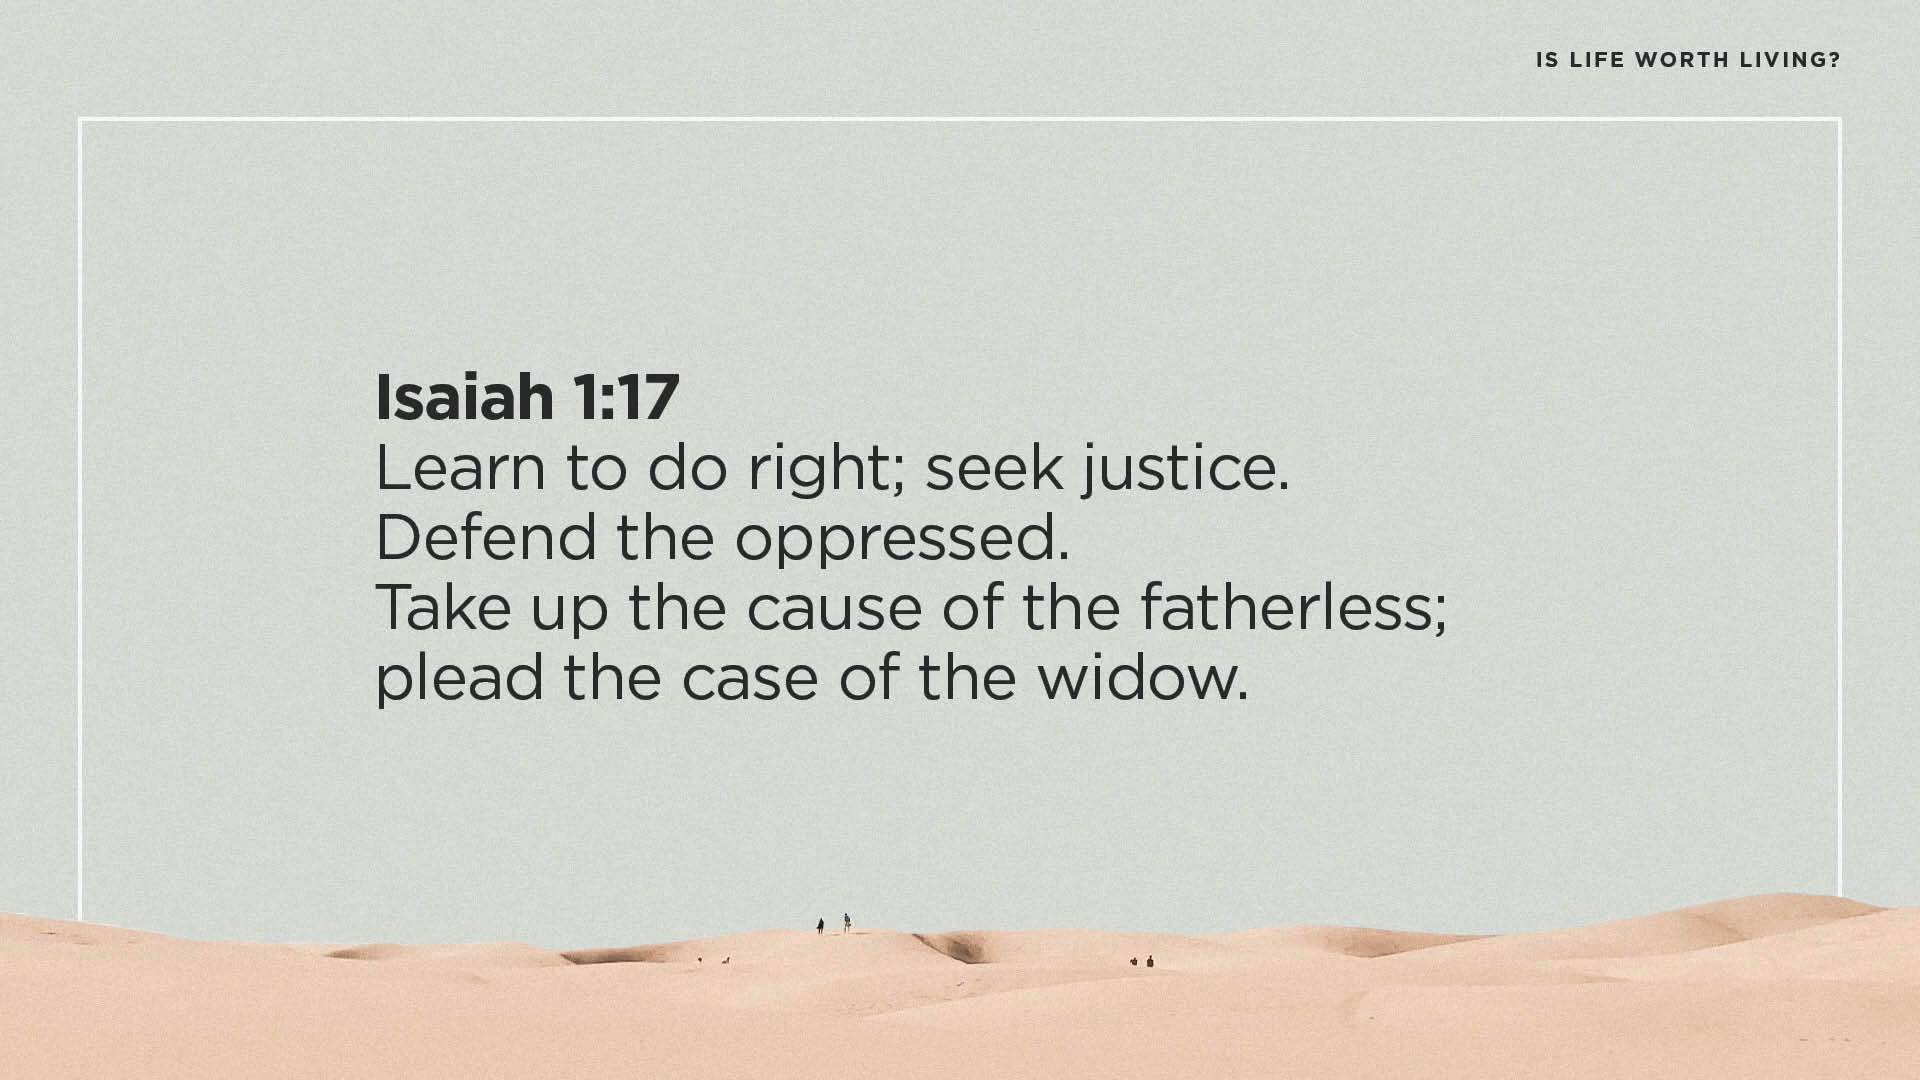 IS LIFE WORTH LIVING?
Isaiah 1:17
Learn to do right; seek justice.
Defend the oppressed.
Take up the cause of the fatherless;
plead the case of the widow.